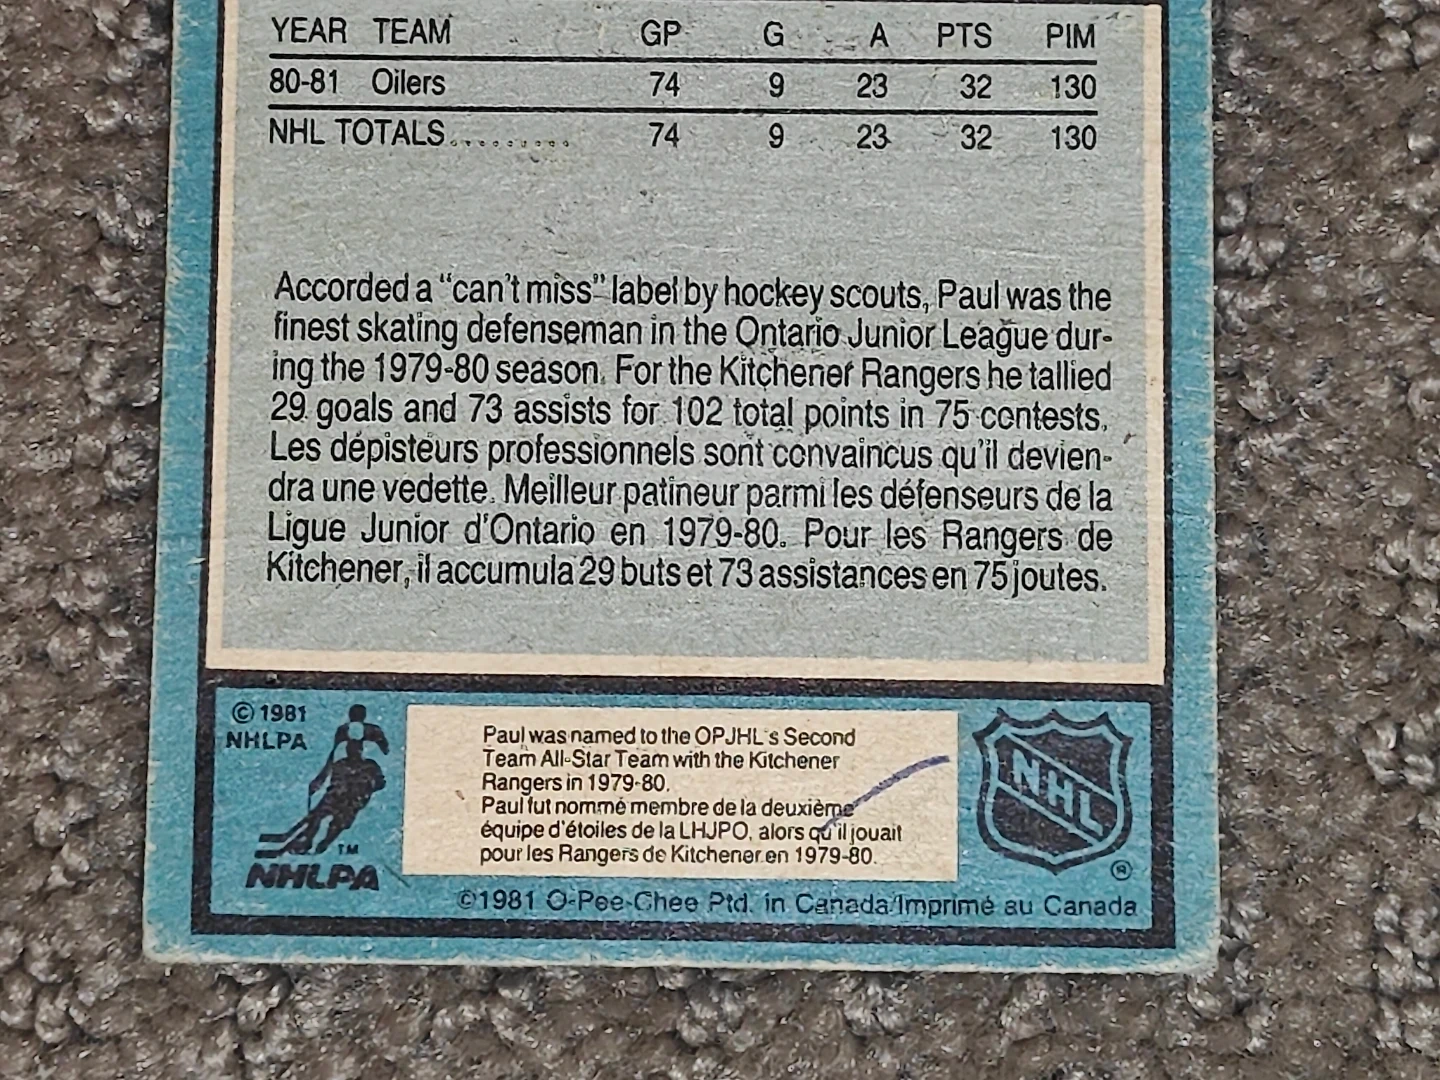 YEAR TEAM GP G A PTS PIM
80-81 Oilers 74 9 23 32 130
NHL TOTALS.......... 74 9 23 32 130
Accorded a "can't miss" label by hockey scouts, Paul was the
finest skating defenseman in the Ontario Junior League dur-
ing the 1979-80 season. For the Kitchener Rangers he tallied
29 goals and 73 assists for 102 total points in 75 contests.
Les dépisteurs professionnels sont convaincus qu'il devien-
dra une vedette. Meilleur patineur parmi les défenseurs de la
Ligue Junior d'Ontario en 1979-80. Pour les Rangers de
Kitchener, il accumula 29 buts et 73 assistances en 75 joutes.
© 1981
NHLPA
TM
NHLPA
Paul was named to the OPJHL's Second
Team All-Star Team with the Kitchener
Rangers in 1979-80.
Paul fut nommé membre de la deuxième
équipe d'étoiles de la LHJPO, alors qu'il jouait
pour les Rangers de Kitchener en 1979-80.
NHL
®
©1981 O-Pee-Chee Ptd. in Canada/Imprimé au Canada